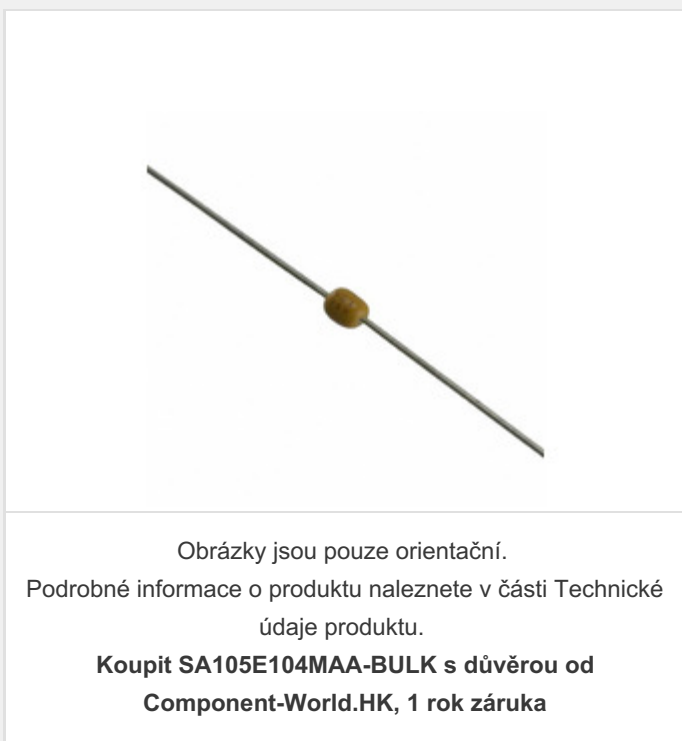 Obrázky jsou pouze orientační.
Podrobné informace o produktu naleznete v části Technické
údaje produktu.
Koupit SA105E104MAA-BULK s důvěrou od
Component-World.HK, 1 rok záruka